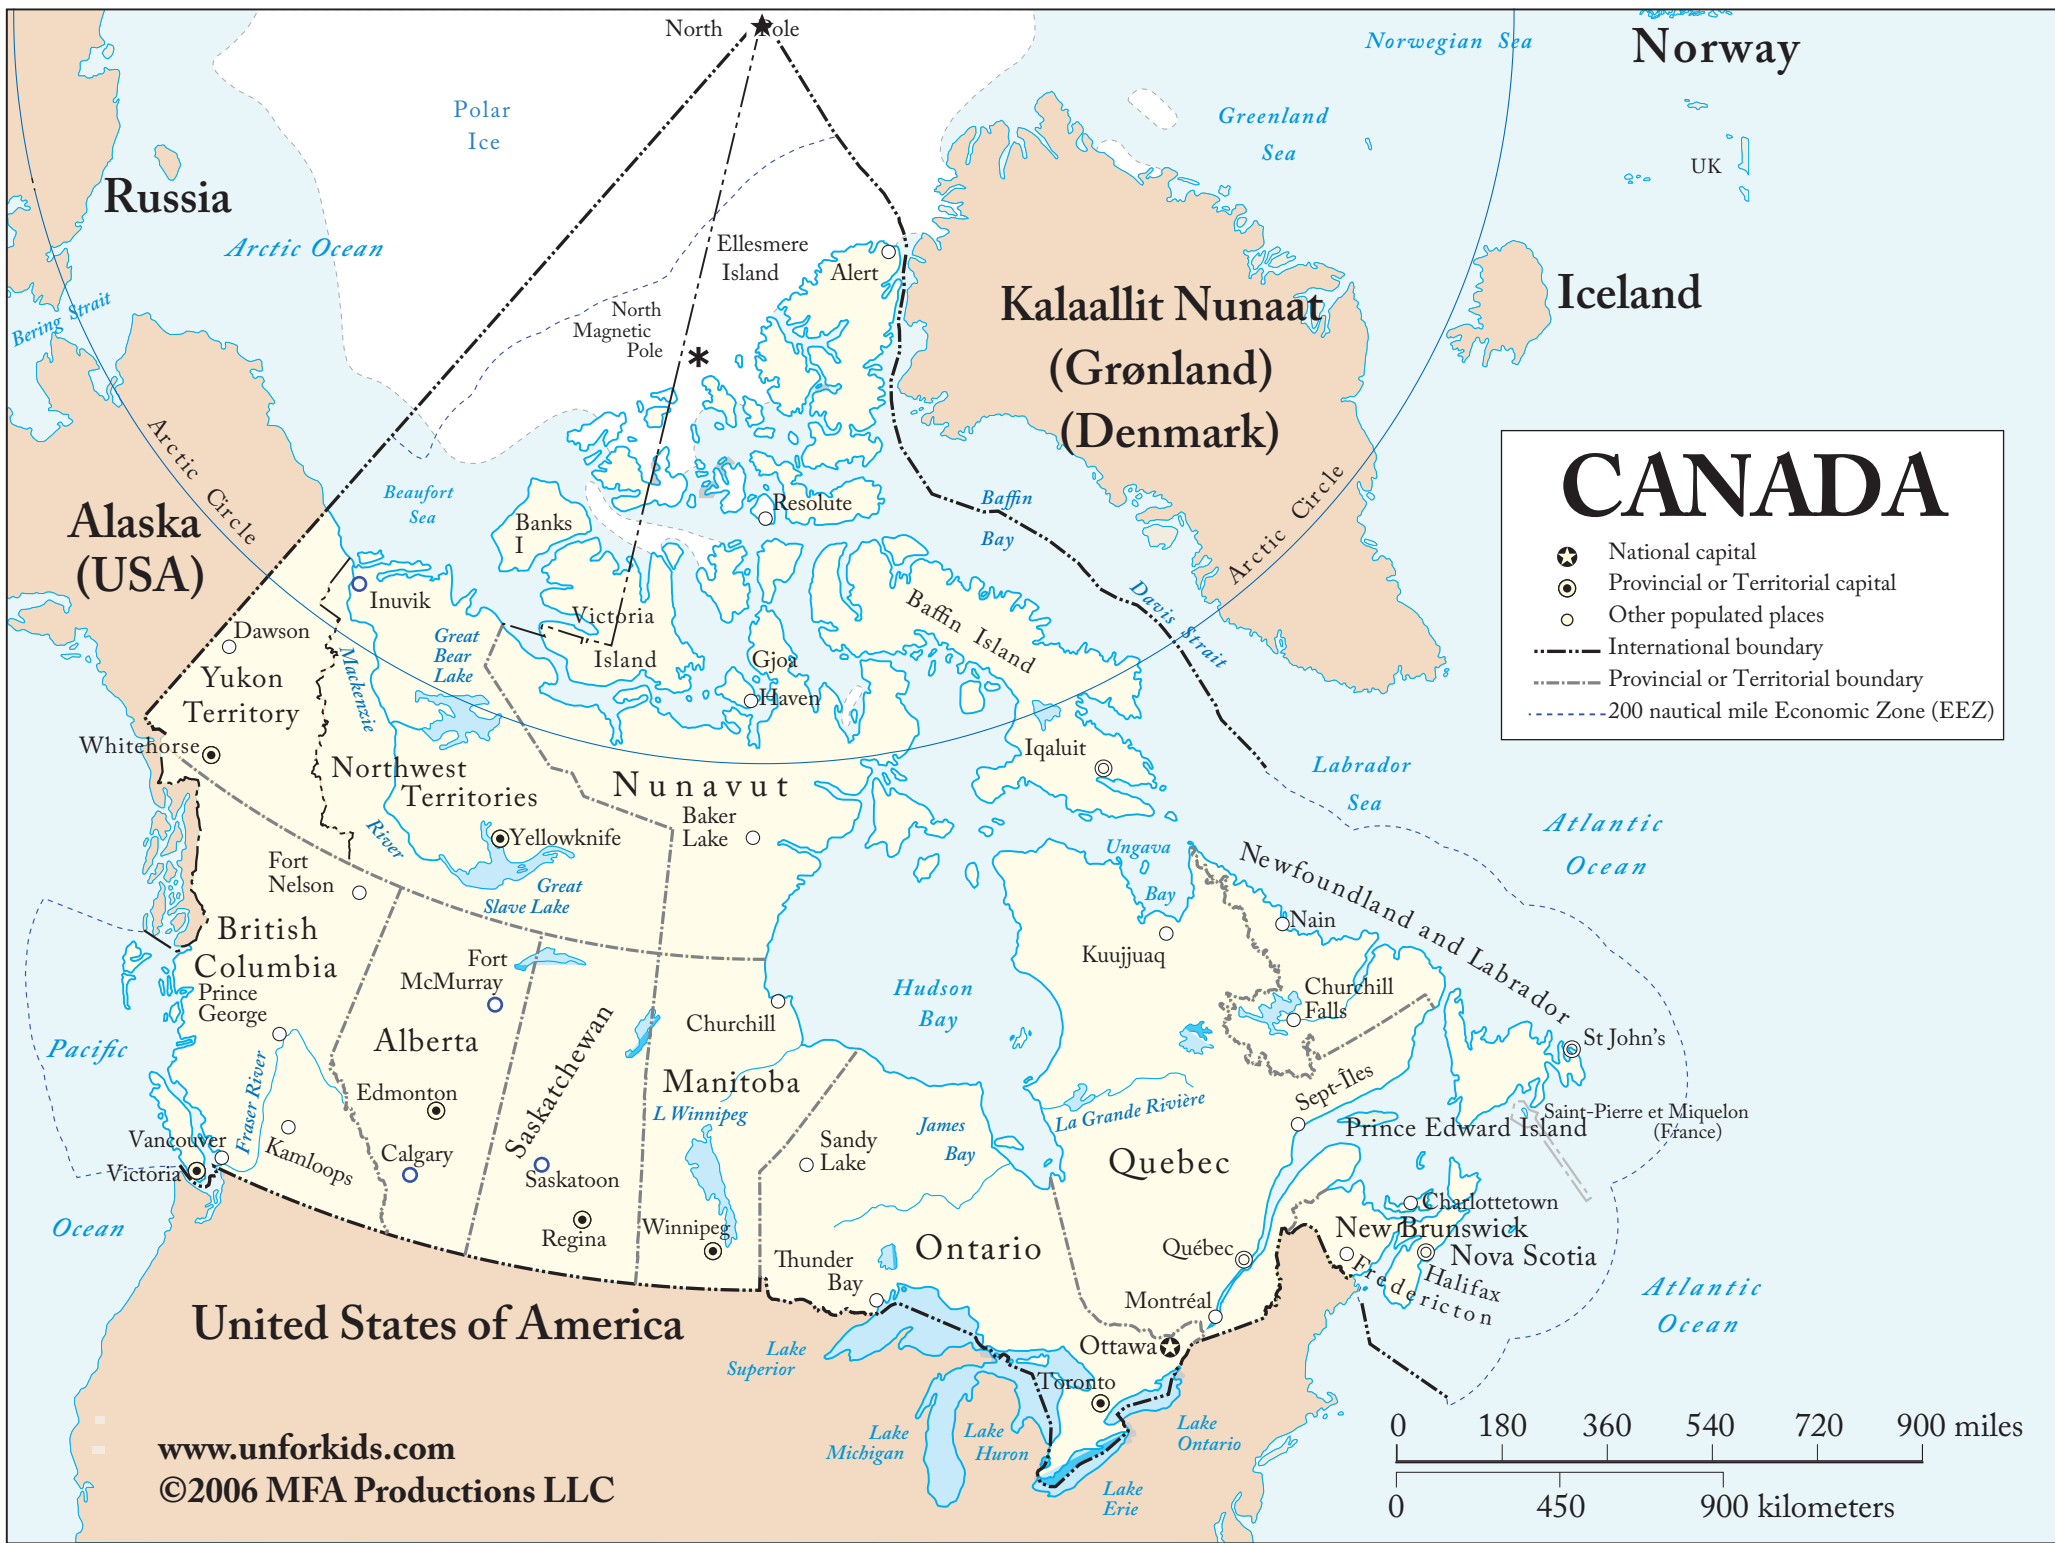 North Pole
Norwegian Sea
Norway
Polar
Ice
Greenland
Sea
UK
Russia
Arctic Ocean
Ellesmere
Island
Alert
Kalaallit Nunaat
(Grønland)
(Denmark)
Iceland
Bering Strait
North
Magnetic
Pole
*
Arctic Circle
Beaufort
Sea
Banks
I
Resolute
Baffin
Bay
Arctic Circle
CANADA
National capital
Provincial or Territorial capital
Other populated places
International boundary
Provincial or Territorial boundary
200 nautical mile Economic Zone (EEZ)
Alaska
(USA)
Inuvik
Dawson
Victoria
Island
Baffin Island
Davis Strait
Great
Bear
Lake
Mackenzie
River
Gjoa
Haven
Yukon
Territory
Whitehorse
Iqaluit
Northwest
Territories
Nunavut
Labrador
Sea
Baker
Lake
Yellowknife
Atlantic
Ocean
Ungava
Bay
Newfoundland and Labrador
Fort
Nelson
Great
Slave Lake
Nain
British
Columbia
Kuujjuaq
Fort
McMurray
Prince
George
Hudson
Bay
Churchill
Falls
Churchill
St John's
Pacific
Ocean
Alberta
Saskatchewan
Manitoba
Edmonton
L Winnipeg
La Grande Rivière
Sept-Îles
Saint-Pierre et Miquelon
(France)
Prince Edward Island
Fraser River
Vancouver
Victoria
Kamloops
Calgary
Saskatoon
Sandy
Lake
James
Bay
Quebec
Charlottetown
Regina
Winnipeg
Ontario
New Brunswick
Nova Scotia
Québec
Thunder
Bay
Halifax
Fredericton
Montréal
Atlantic
Ocean
United States of America
Lake
Superior
Ottawa
Toronto
Lake
Michigan
Lake
Huron
Lake
Ontario
Lake
Erie
www.unforkids.com
©2006 MFA Productions LLC
0 180 360 540 720 900 miles
0 450 900 kilometers